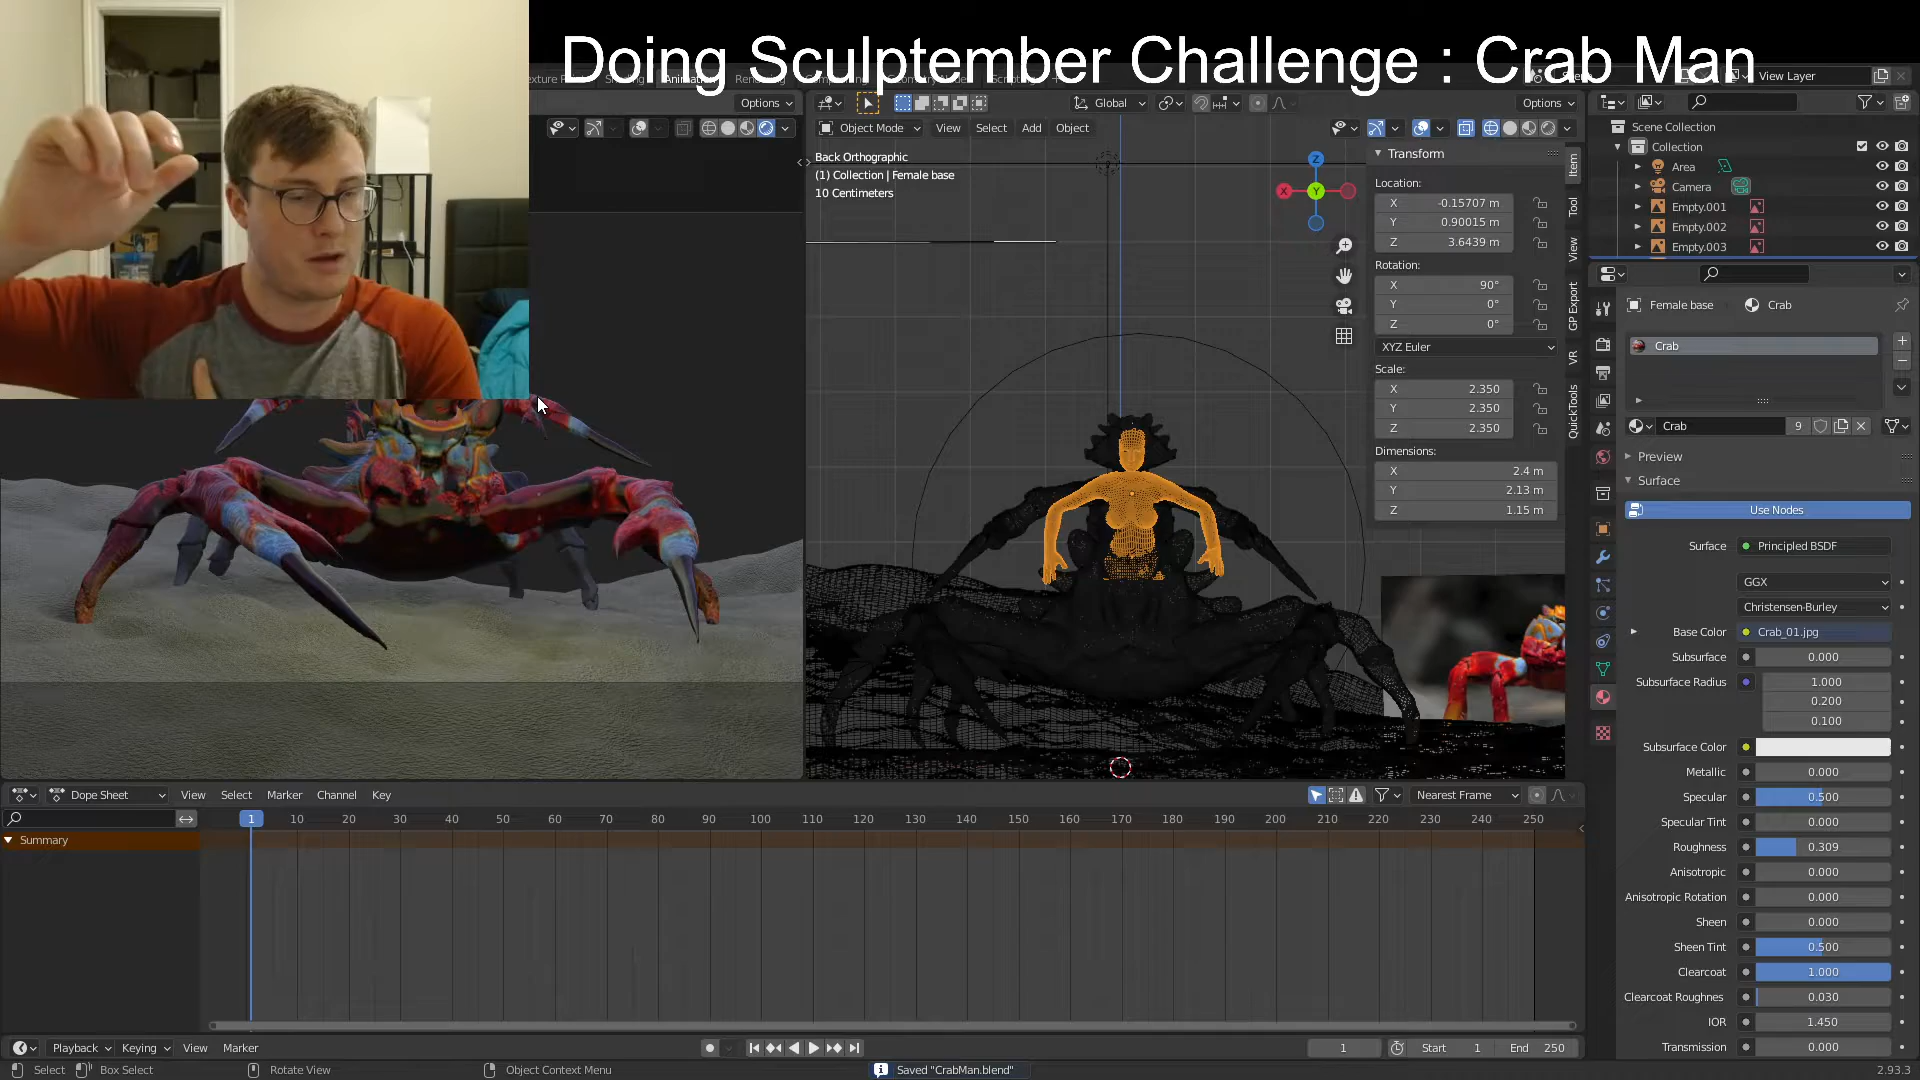 Doing Sculptember Challenge : Crab Man
View Layer
Options
Global
Options
Object Mode
View
Select
Add
Object
Back Orthographic
(1) Collection | Female base
10 Centimeters
Transform
Location:
X -0.15707 m
Y 0.90015 m
Z 3.6439 m
Rotation:
X 90°
Y 0°
Z 0°
XYZ Euler
Scale:
X 2.350
Y 2.350
Z 2.350
Dimensions:
X 2.4 m
Y 2.13 m
Z 1.15 m
Item
Tool
View
GP Export
VR
QuickTools
Scene Collection
Collection
Area
Camera
Empty.001
Empty.002
Empty.003
Female base
Crab
Crab
Crab 9
Preview
Surface
Use Nodes
Surface Principled BSDF
GGX
Christensen-Burley
Base Color Crab_01.jpg
Subsurface 0.000
Subsurface Radius 1.000
0.200
0.100
Subsurface Color
Metallic 0.000
Specular 0.500
Specular Tint 0.000
Roughness 0.309
Anisotropic 0.000
Anisotropic Rotation 0.000
Sheen 0.000
Sheen Tint 0.500
Clearcoat 1.000
Clearcoat Roughnes 0.030
IOR 1.450
Transmission 0.000
Dope Sheet
View
Select
Marker
Channel
Key
Nearest Frame
1 10 20 30 40 50 60 70 80 90 100 110 120 130 140 150 160 170 180 190 200 210 220 230 240 250
Summary
Playback
Keying
View
Marker
1
Start 1
End 250
Select
Box Select
Rotate View
Object Context Menu
Saved "CrabMan.blend"
2.93.3